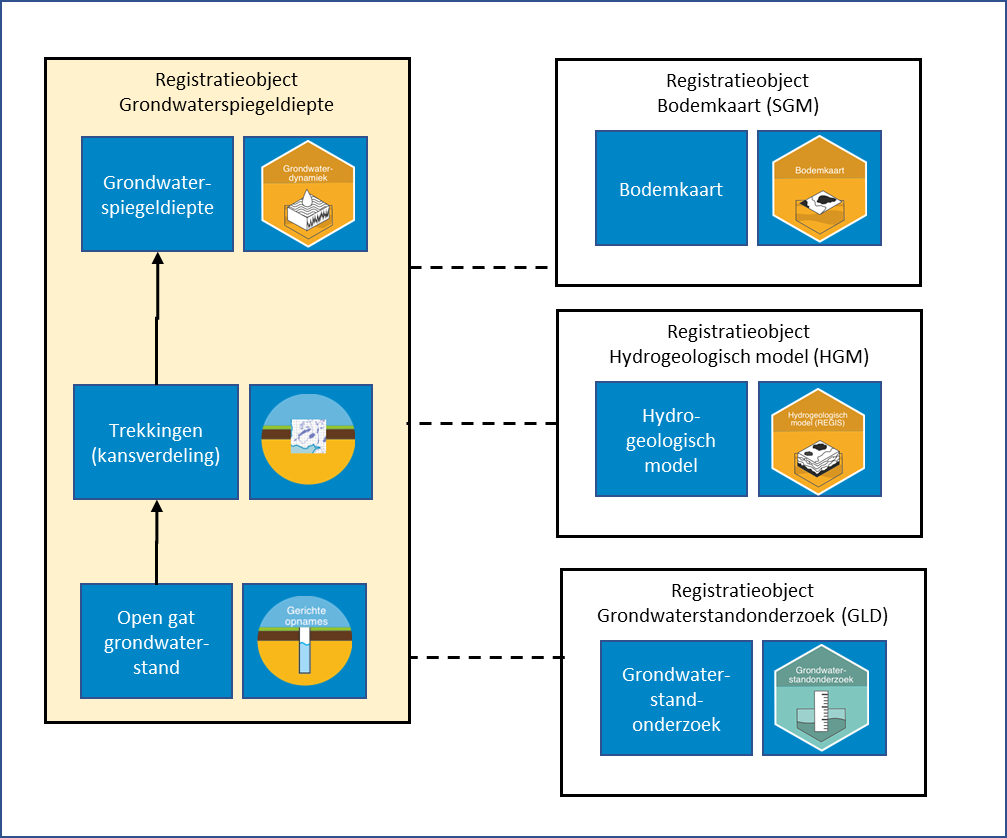 Registratieobject
Grondwaterspiegeldiepte
Grondwater-
spiegeldiepte
Grondwater-
dynamiek
Trekkingen
(kansverdeling)
Open gat
grondwater-
stand
Gerichte
opnames
Registratieobject
Bodemkaart (SGM)
Bodemkaart
Bodemkaart
Registratieobject
Hydrogeologisch model (HGM)
Hydro-
geologisch
model
Hydrogeologisch
model (REGIS)
Registratieobject
Grondwaterstandonderzoek (GLD)
Grondwater-
stand-
onderzoek
Grondwater-
standonderzoek